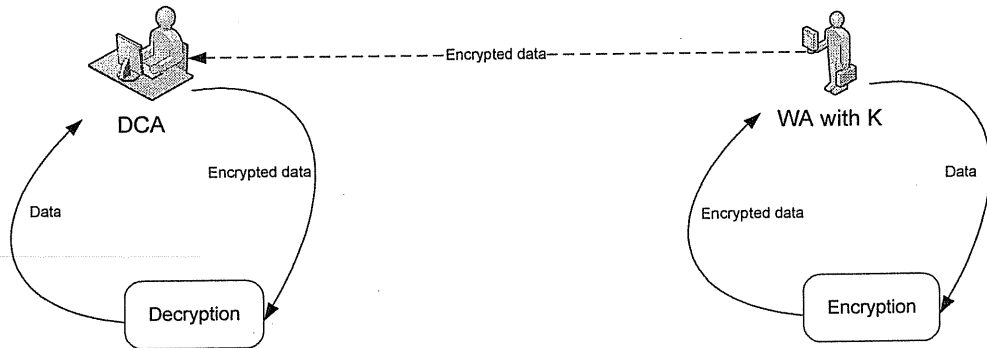 Encrypted data
DCA
WA with K
Encrypted data
Data
Data
Encrypted data
Decryption
Encryption